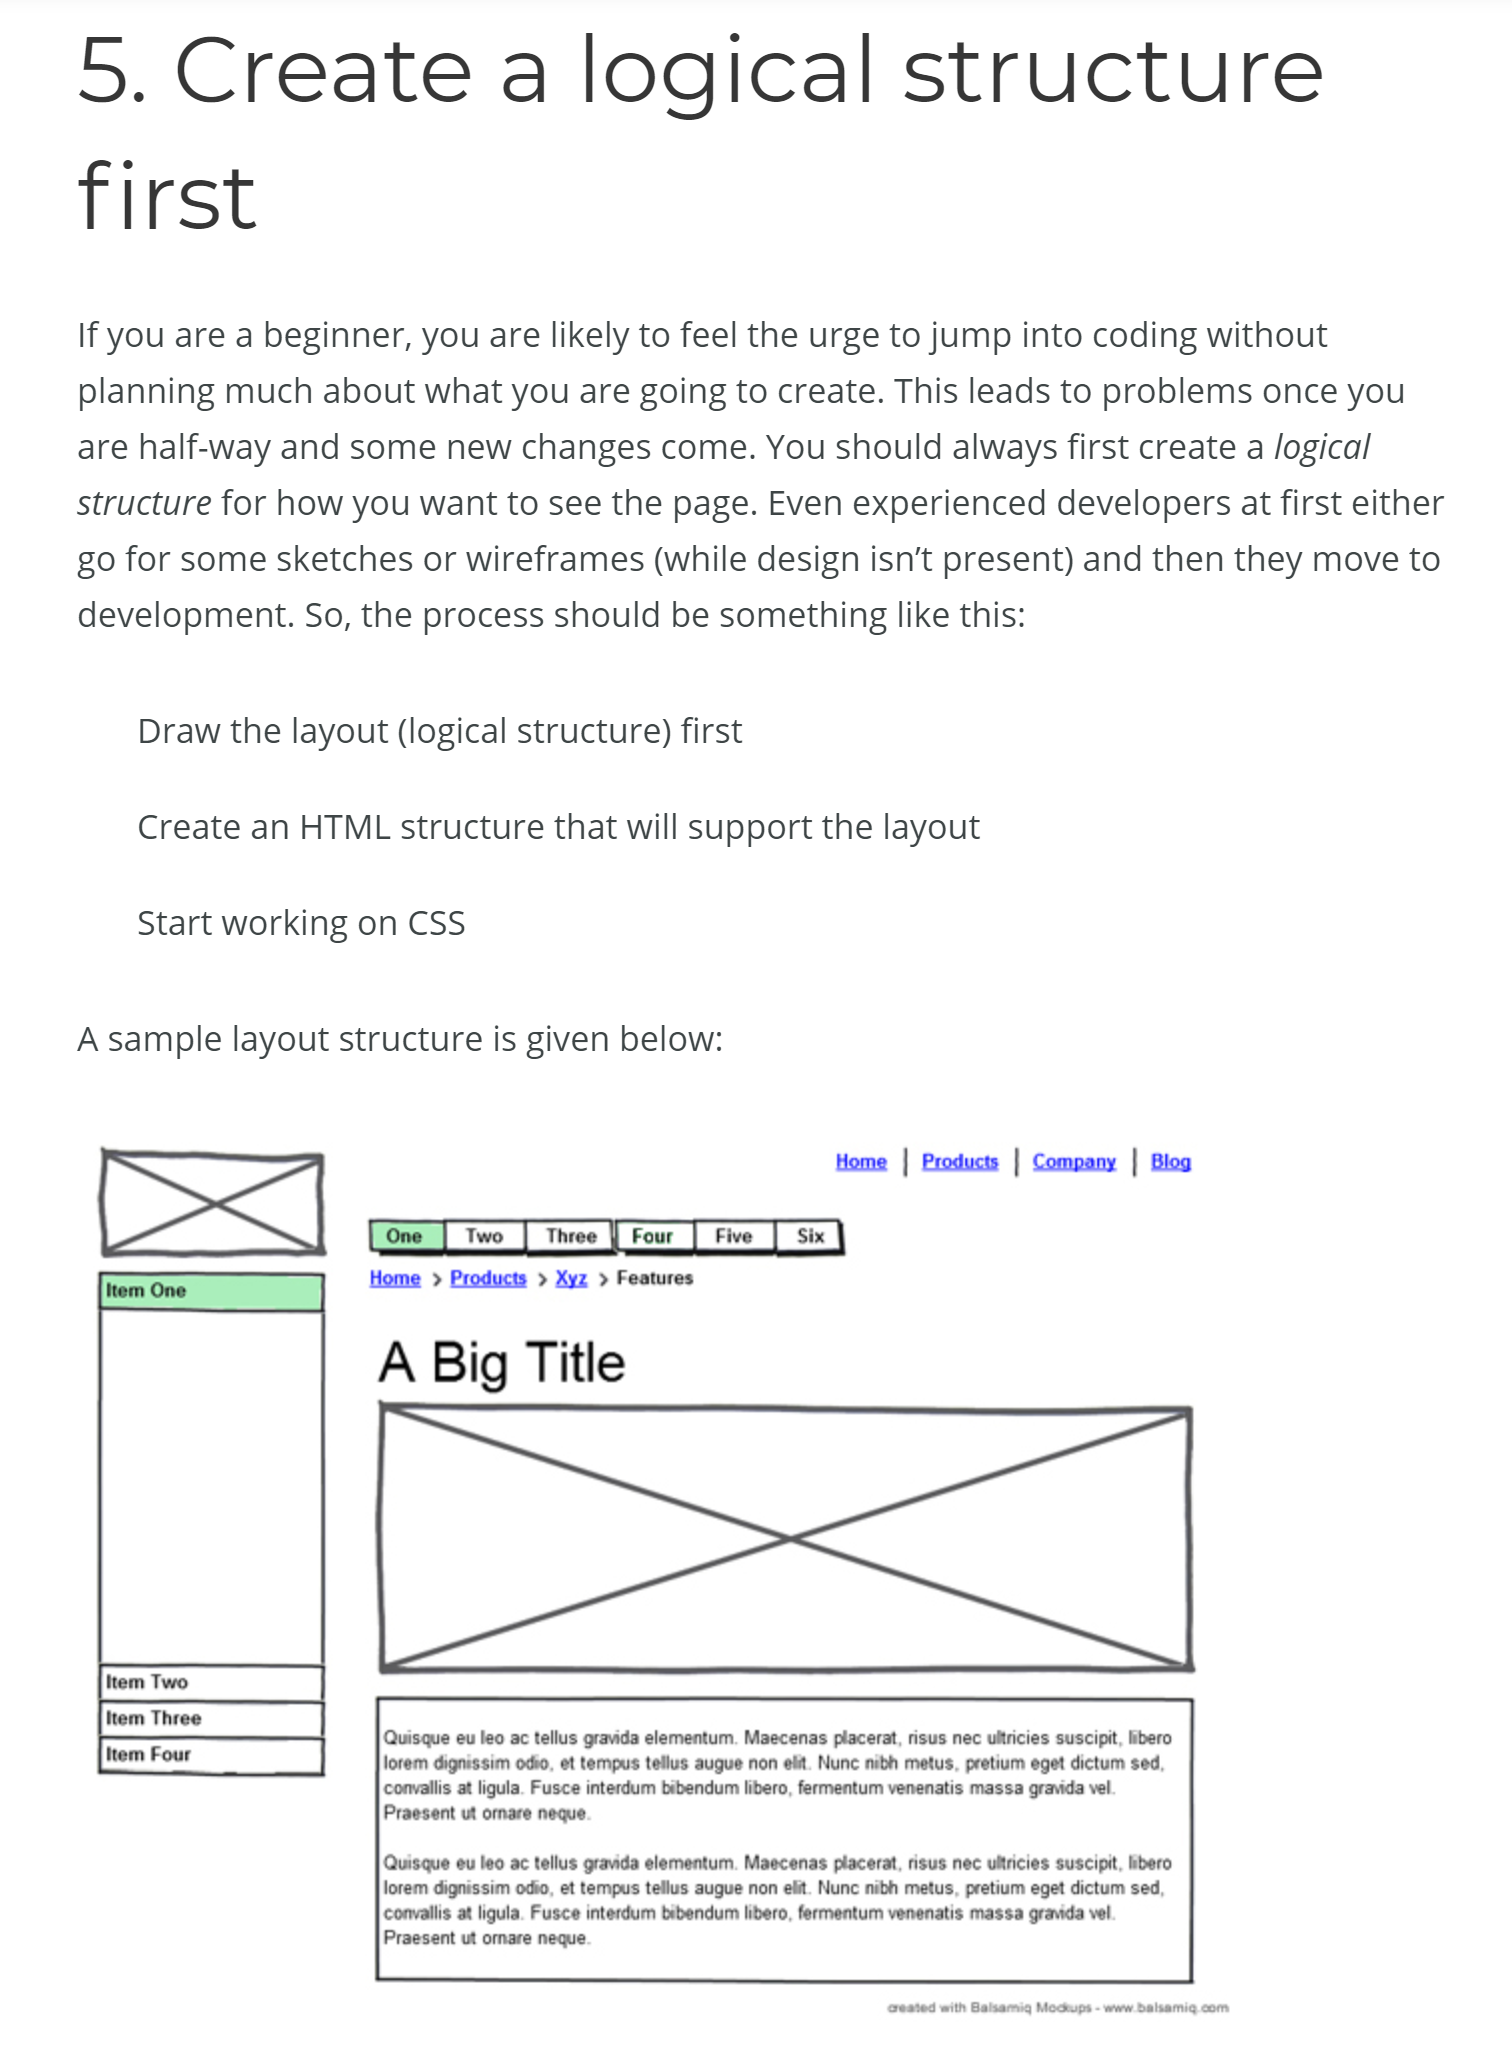 5. Create a logical structure
first
If you are a beginner, you are likely to feel the urge to jump into coding without
planning much about what you are going to create. This leads to problems once you
are half-way and some new changes come. You should always first create a logical
structure for how you want to see the page. Even experienced developers at first either
go for some sketches or wireframes (while design isn’t present) and then they move to
development. So, the process should be something like this:
Draw the layout (logical structure) first
Create an HTML structure that will support the layout
Start working on CSS
A sample layout structure is given below:
Home | Products | Company | Blog
One Two Three Four Five Six
Home > Products > Xyz > Features
Item One
Item Two
Item Three
Item Four
A Big Title
Quisque eu leo ac tellus gravida elementum. Maecenas placerat, risus nec ultricies suscipit, libero
lorem dignissim odio, et tempus tellus augue non elit. Nunc nibh metus, pretium eget dictum sed,
convallis at ligula. Fusce interdum bibendum libero, fermentum venenatis massa gravida vel.
Praesent ut ornare neque.
Quisque eu leo ac tellus gravida elementum. Maecenas placerat, risus nec ultricies suscipit, libero
lorem dignissim odio, et tempus tellus augue non elit. Nunc nibh metus, pretium eget dictum sed,
convallis at ligula. Fusce interdum bibendum libero, fermentum venenatis massa gravida vel.
Praesent ut ornare neque.
created with Balsamiq Mockups - www.balsamiq.com